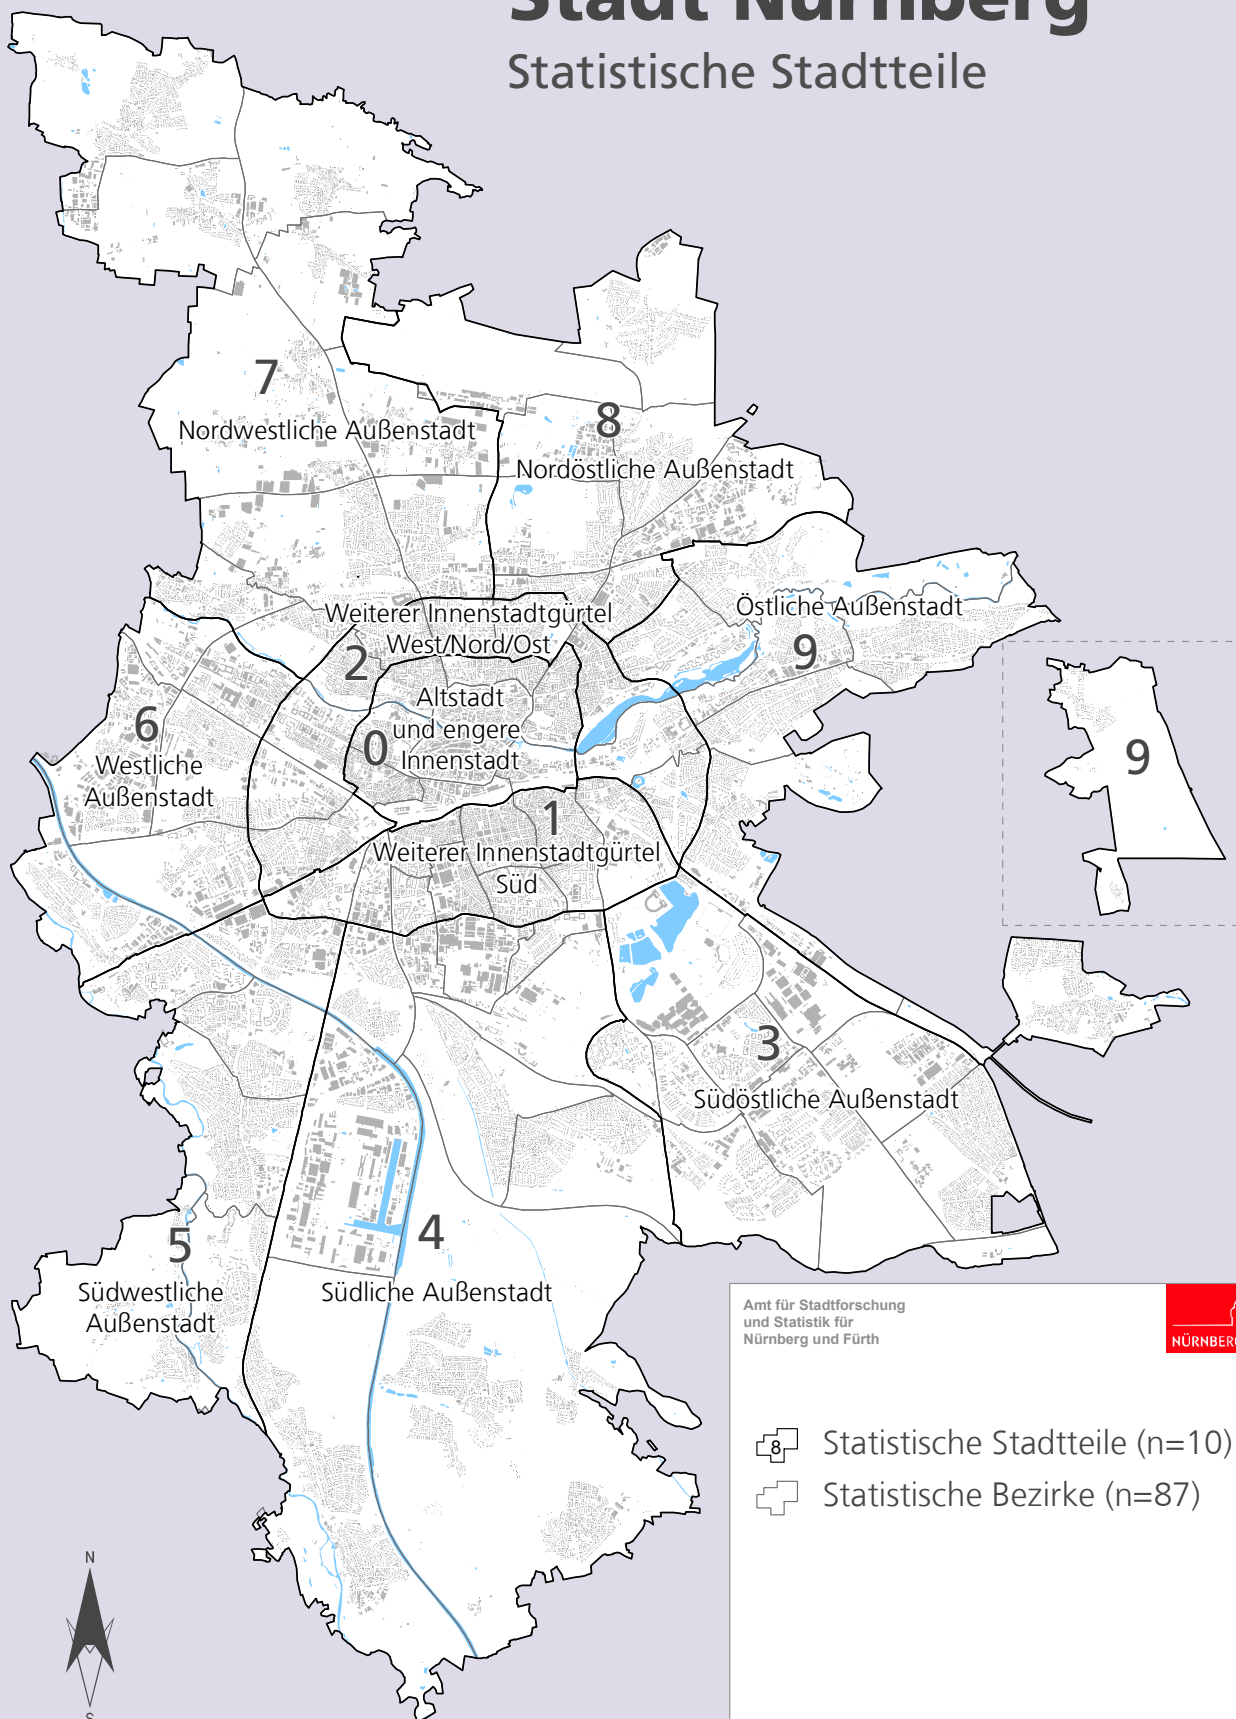 Stadt Nürnberg
Statistische Stadtteile
7
Nordwestliche Außenstadt
8
Nordöstliche Außenstadt
Weiterer Innenstadtgürtel
West/Nord/Ost
2
Östliche Außenstadt
9
Altstadt
und engere
Innenstadt
0
6
Westliche
Außenstadt
9
1
Weiterer Innenstadtgürtel
Süd
3
Südöstliche Außenstadt
4
Südliche Außenstadt
5
Südwestliche
Außenstadt
Amt für Stadtforschung
und Statistik für
Nürnberg und Fürth
NÜRNBERG
8
Statistische Stadtteile (n=10)
Statistische Bezirke (n=87)
N
S